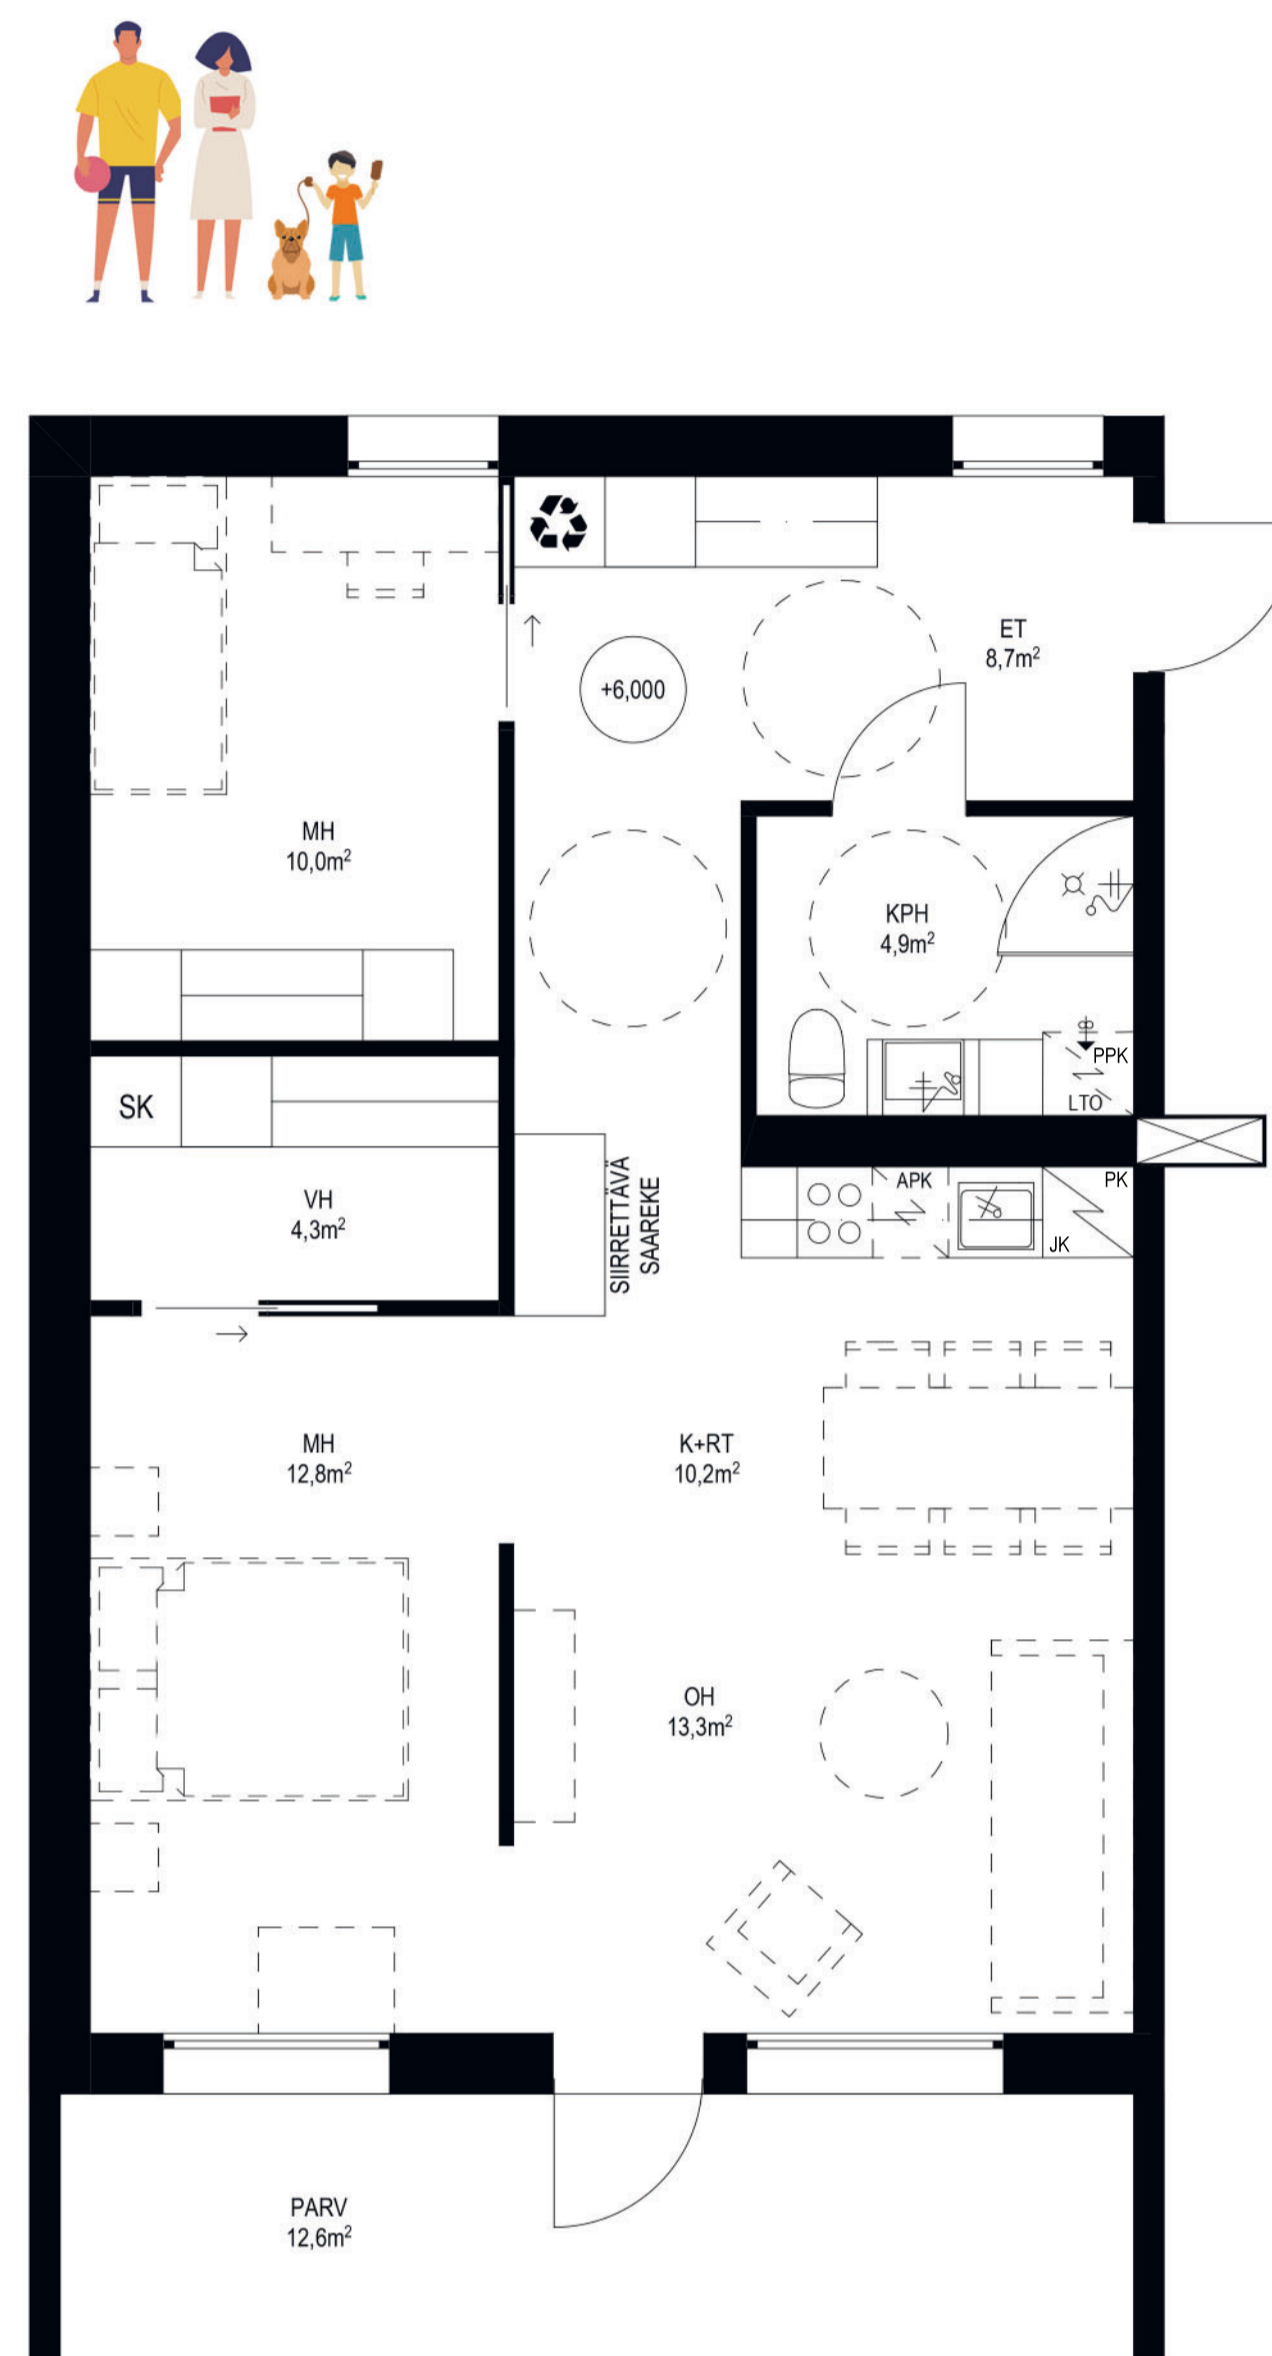 ET
8,7m²
+6,000
MH
10,0m²
KPH
4,9m²
PPK
LTO
SK
VH
4,3m²
SIIRRETTÄVÄ
SAAREKE
APK
PK
JK
MH
12,8m²
K+RT
10,2m²
OH
13,3m²
PARV
12,6m²